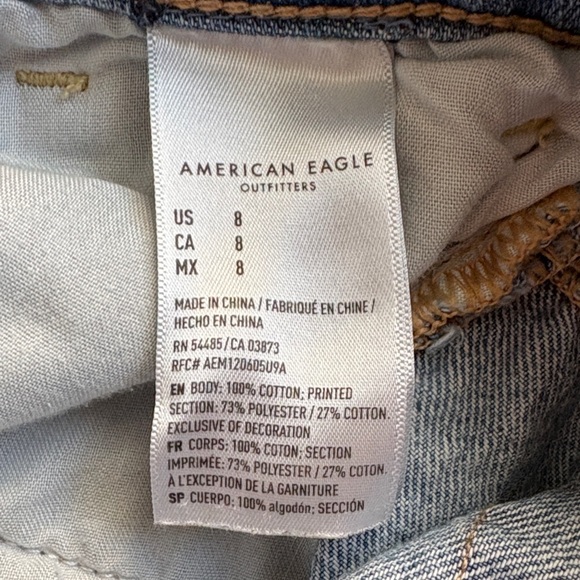 AMERICAN EAGLE
OUTFITTERS
US 8
CA 8
MX 8
MADE IN CHINA / FABRIQUÉ EN CHINE /
HECHO EN CHINA
RN 54485/CA 03873
RFC# AEM120605U9A
EN BODY: 100% COTTON; PRINTED
SECTION: 73% POLYESTER / 27% COTTON.
EXCLUSIVE OF DECORATION
FR CORPS: 100% COTON; SECTION
IMPRIMÉE: 73% POLYESTER / 27% COTON.
À L'EXCEPTION DE LA GARNITURE
SP CUERPO: 100% algodón; SECCIÓN